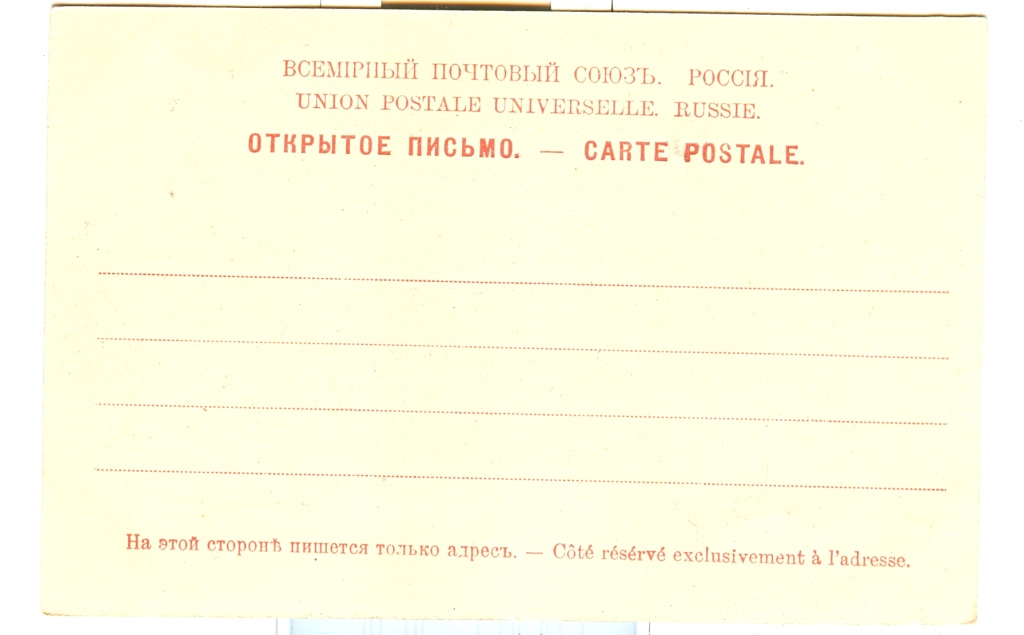 ВСЕМІРНЫЙ ПОЧТОВЫЙ СОЮЗЪ. РОССІЯ.
UNION POSTALE UNIVERSELLE. RUSSIE.
ОТКРЫТОЕ ПИСЬМО. — CARTE POSTALE.
На этой сторонѣ пишется только адресъ. — Côté résérvé exclusivement à l'adresse.